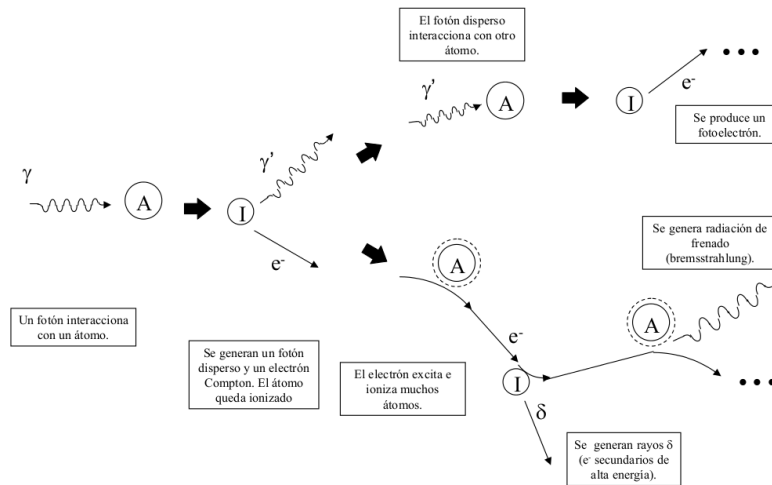 El fotón disperso
interacciona con otro
átomo.
γ'
A
I
e-
Se produce un
fotoelectrón.
γ
A
I
γ'
e-
Un fotón interacciona
con un átomo.
Se generan un fotón
disperso y un electrón
Compton. El átomo
queda ionizado
A
e-
I
δ
El electrón excita e
ioniza muchos
átomos.
Se generan rayos δ
(e- secundarios de
alta energía).
A
Se genera radiación de
frenado
(bremsstrahlung).